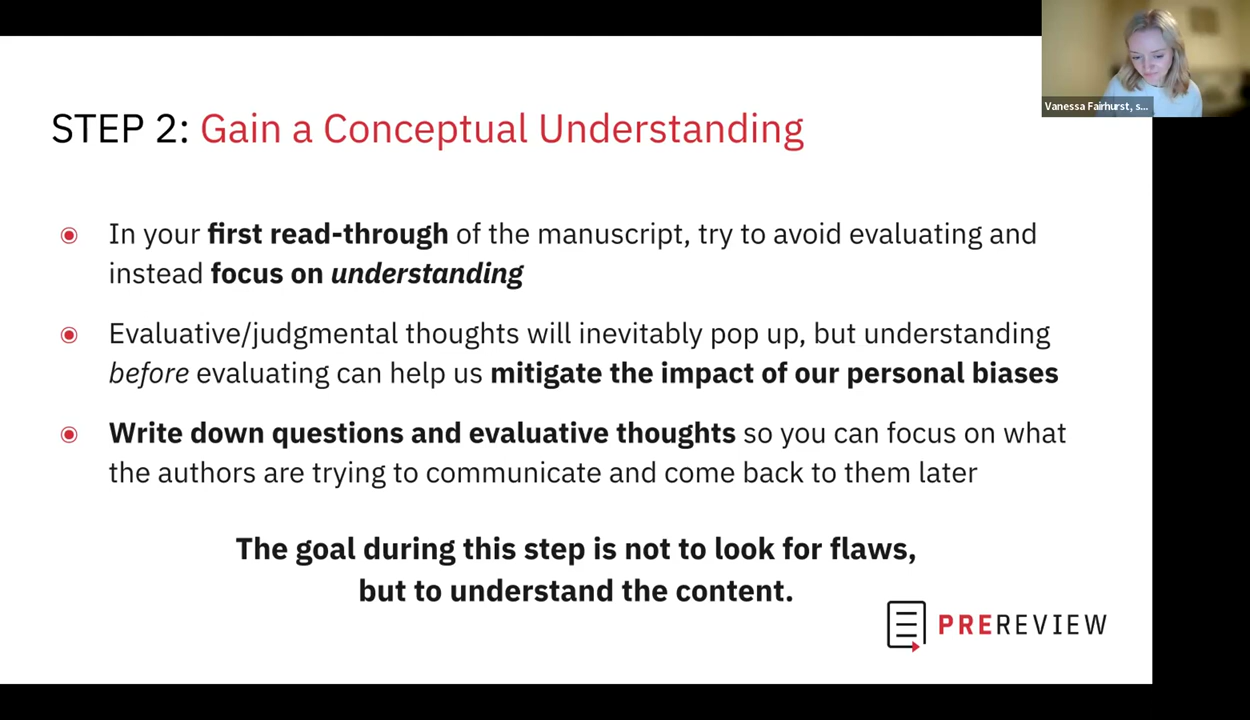 Vanessa Fairhurst, s...
STEP 2: Gain a Conceptual Understanding
In your first read-through of the manuscript, try to avoid evaluating and
instead focus on understanding
Evaluative/judgmental thoughts will inevitably pop up, but understanding
before evaluating can help us mitigate the impact of our personal biases
Write down questions and evaluative thoughts so you can focus on what
the authors are trying to communicate and come back to them later
The goal during this step is not to look for flaws,
but to understand the content.
PREREVIEW